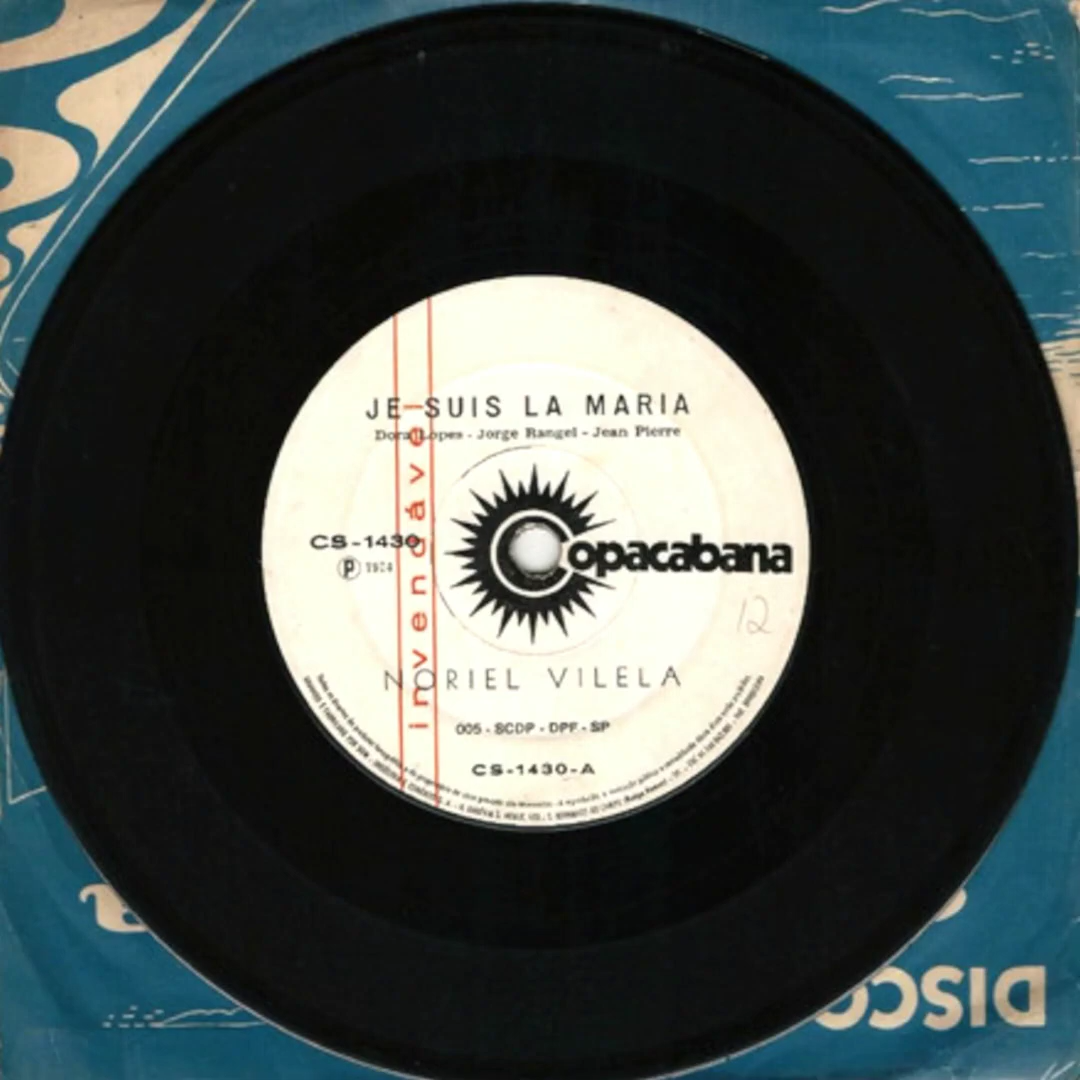 JE SUIS LA MARIA
Dora Lopes - Jorge Rangel - Jean Pierre
CS-1430
Ⓟ
invendável
Copacabana
12
NORIEL VILELA
005 - SCDP - DPF - SP
CS-1430-A
DISCO